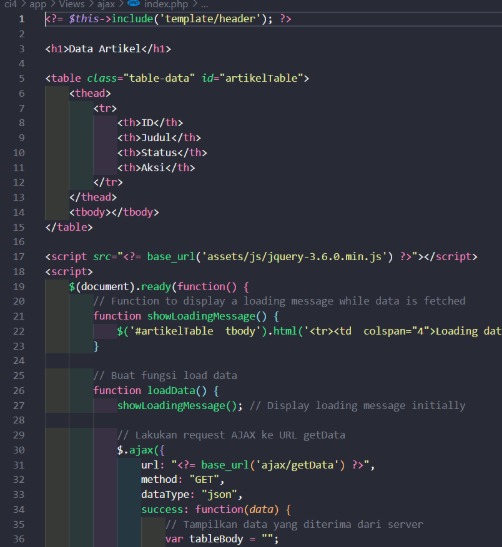 ci4 > app > Views > ajax > index.php > ...
1 <?= $this->include('template/header'); ?>
2
3 <h1>Data Artikel</h1>
4
5 <table class="table-data" id="artikelTable">
6 <thead>
7 <tr>
8 <th>ID</th>
9 <th>Judul</th>
10 <th>Status</th>
11 <th>Aksi</th>
12 </tr>
13 </thead>
14 <tbody></tbody>
15 </table>
16
17 <script src="<?= base_url('assets/js/jquery-3.6.0.min.js') ?>"></script>
18 <script>
19 $(document).ready(function() {
20 // Function to display a loading message while data is fetched
21 function showLoadingMessage() {
22 $('#artikelTable tbody').html('<tr><td colspan="4">Loading dat
23 }
24
25 // Buat fungsi load data
26 function loadData() {
27 showLoadingMessage(); // Display loading message initially
28
29 // Lakukan request AJAX ke URL getData
30 $.ajax({
31 url: "<?= base_url('ajax/getData') ?>",
32 method: "GET",
33 dataType: "json",
34 success: function(data) {
35 // Tampilkan data yang diterima dari server
36 var tableBody = "";